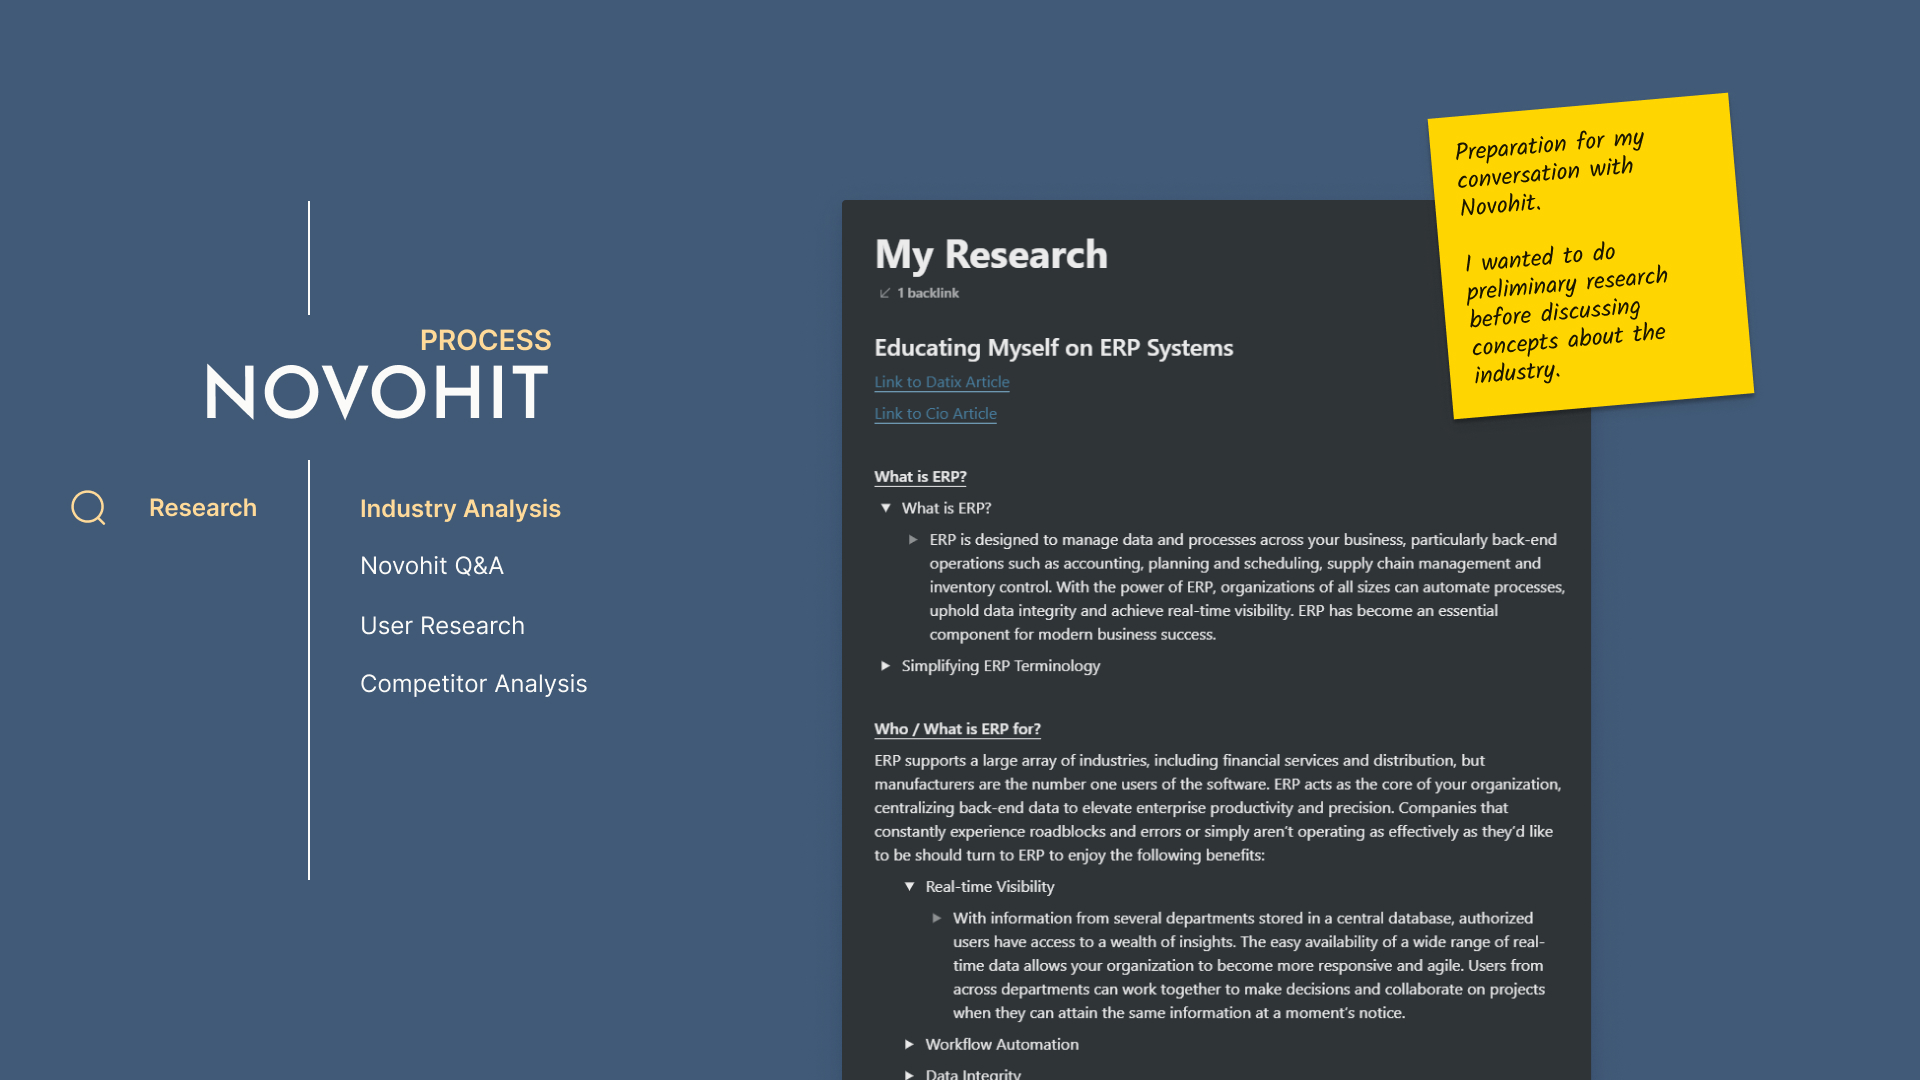 PROCESS
NOVOHIT
Research
Industry Analysis
Novohit Q&A
User Research
Competitor Analysis
My Research
1 backlink
Educating Myself on ERP Systems
Link to Datix Article
Link to Cio Article
What is ERP?
What is ERP?
ERP is designed to manage data and processes across your business, particularly back-end
operations such as accounting, planning and scheduling, supply chain management and
inventory control. With the power of ERP, organizations of all sizes can automate processes,
uphold data integrity and achieve real-time visibility. ERP has become an essential
component for modern business success.
Simplifying ERP Terminology
Who / What is ERP for?
ERP supports a large array of industries, including financial services and distribution, but
manufacturers are the number one users of the software. ERP acts as the core of your organization,
centralizing back-end data to elevate enterprise productivity and precision. Companies that
constantly experience roadblocks and errors or simply aren't operating as effectively as they'd like
to be should turn to ERP to enjoy the following benefits:
Real-time Visibility
With information from several departments stored in a central database, authorized
users have access to a wealth of insights. The easy availability of a wide range of real-
time data allows your organization to become more responsive and agile. Users from
across departments can work together to make decisions and collaborate on projects
when they can attain the same information at a moment's notice.
Workflow Automation
Data Integrity
Preparation for my
conversation with
Novohit.
I wanted to do
preliminary research
before discussing
concepts about the
industry.